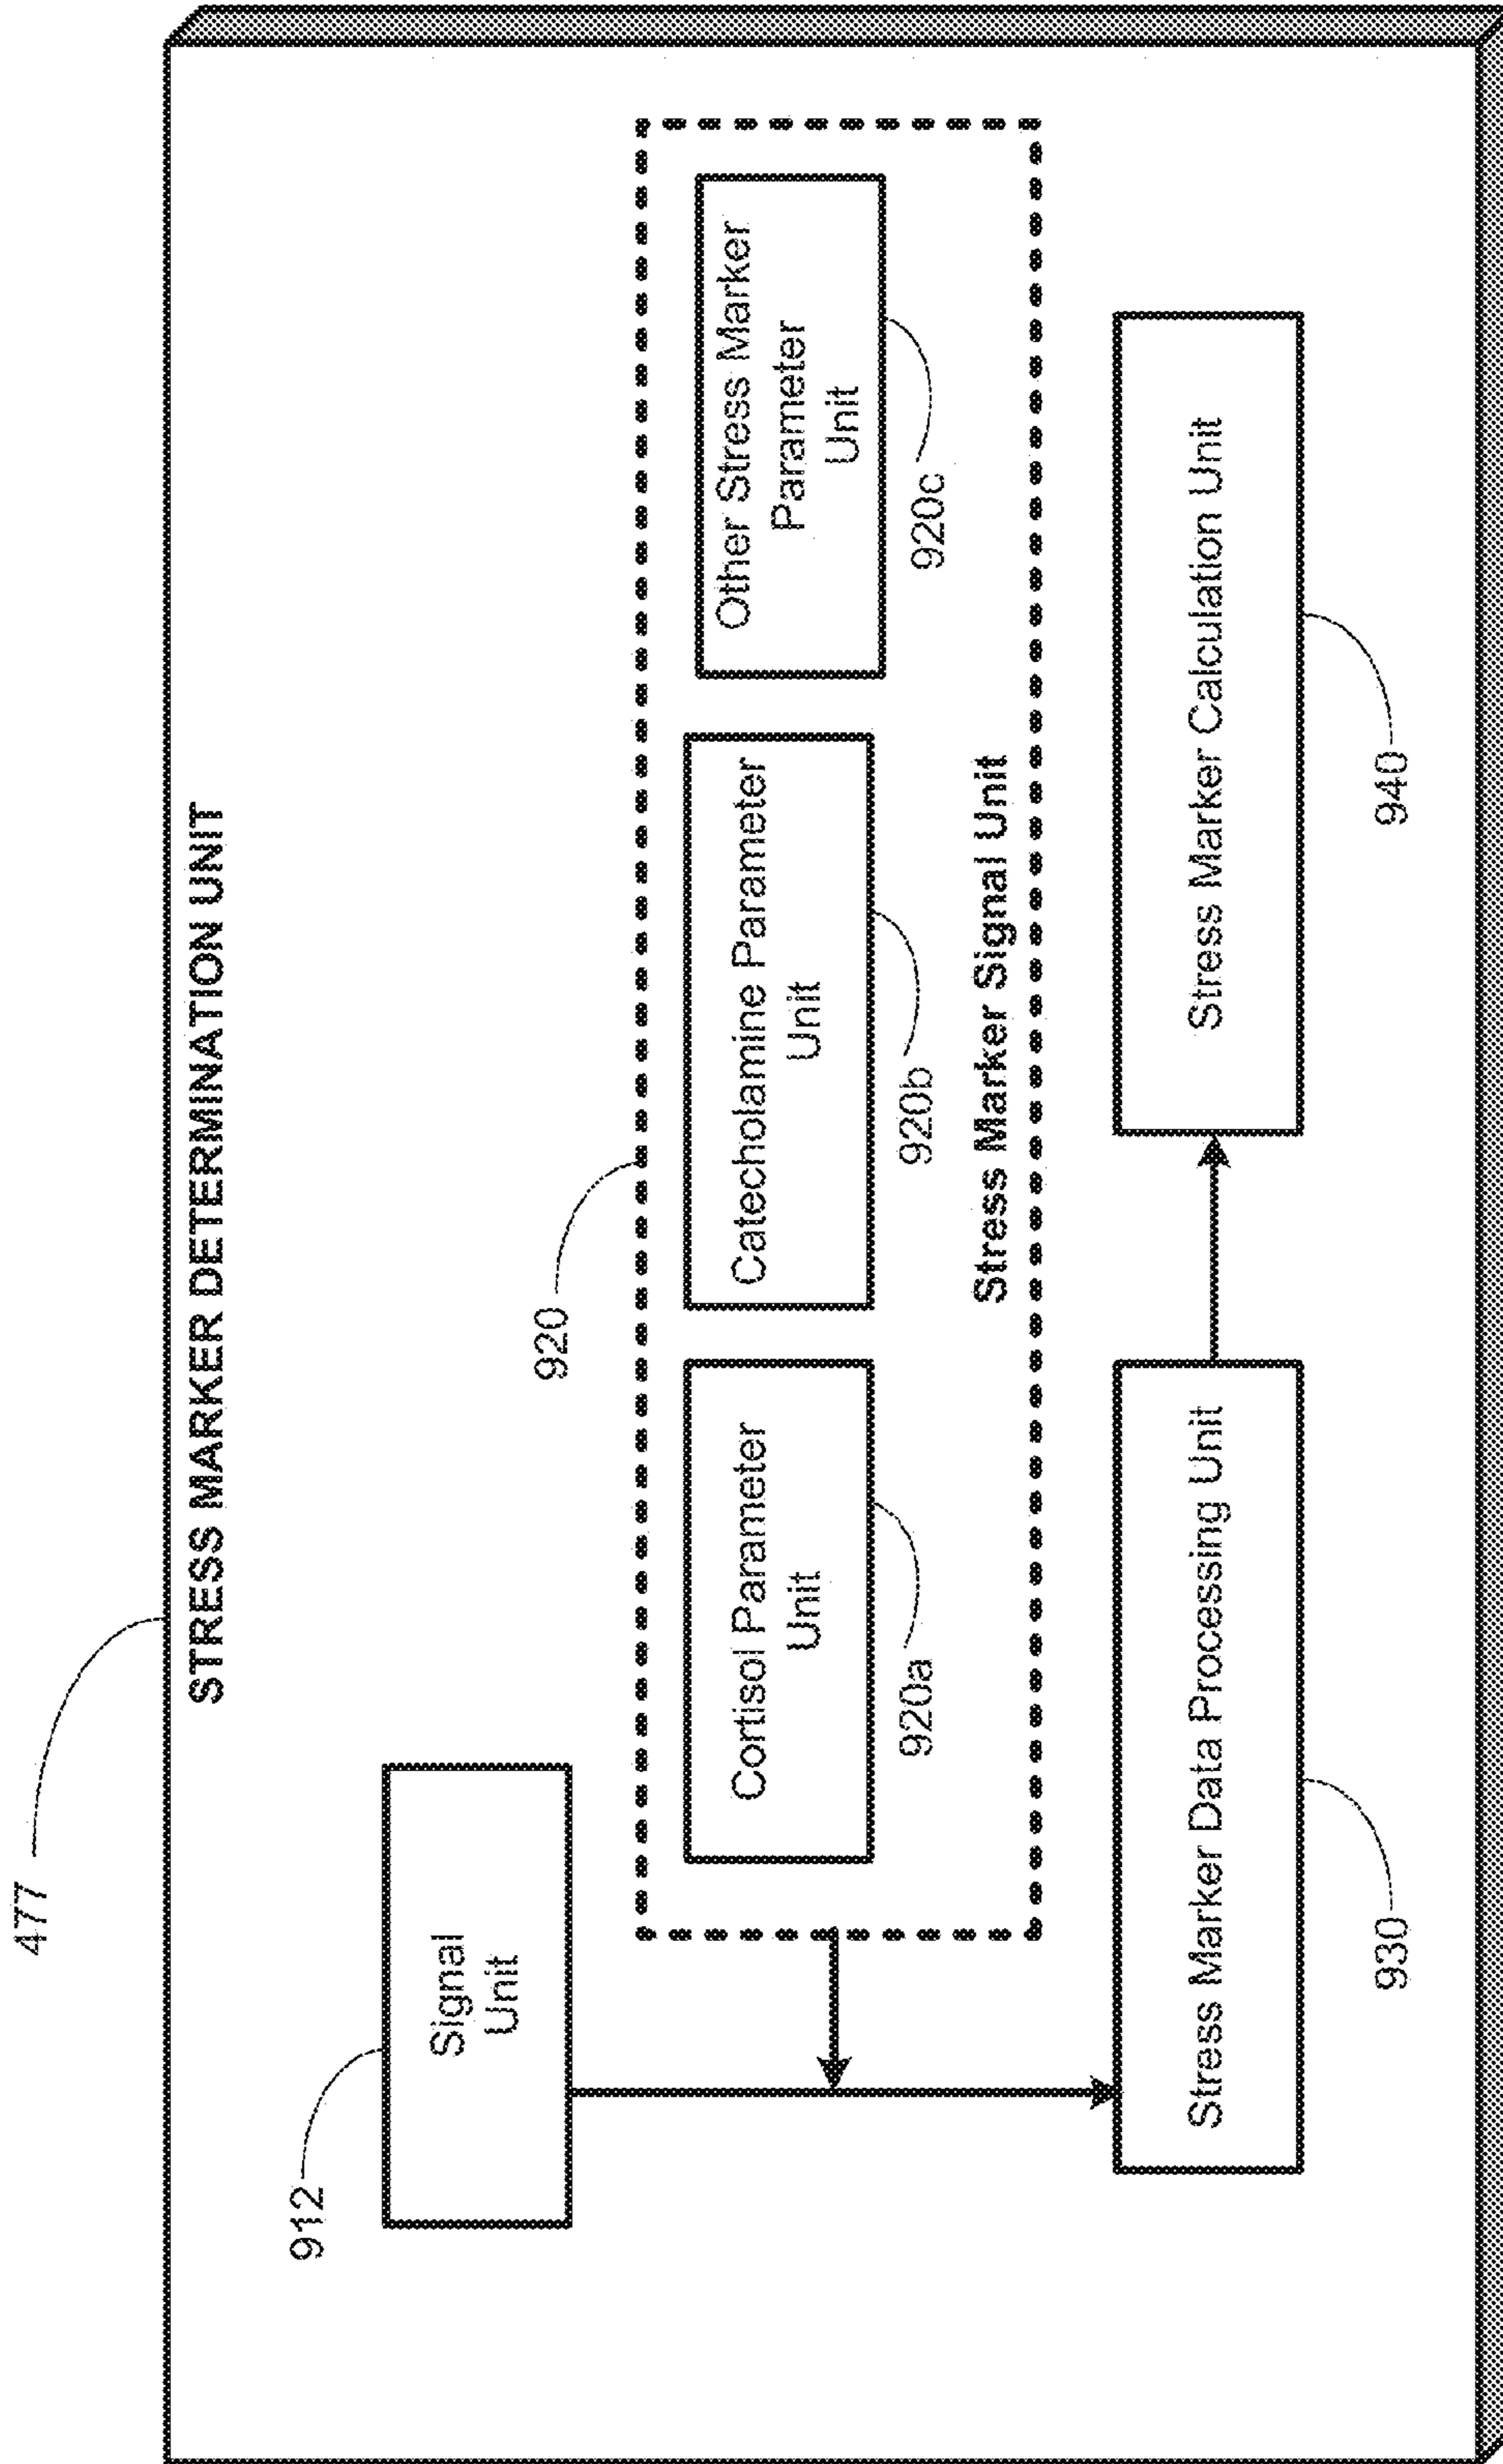 477
STRESS MARKER DETERMINATION UNIT
912
Signal
Unit
920
Cortisol Parameter
Unit
920a
Catecholamine Parameter
Unit
920b
Other Stress Marker
Parameter
Unit
920c
Stress Marker Signal Unit
Stress Marker Data Processing Unit
930
Stress Marker Calculation Unit
940